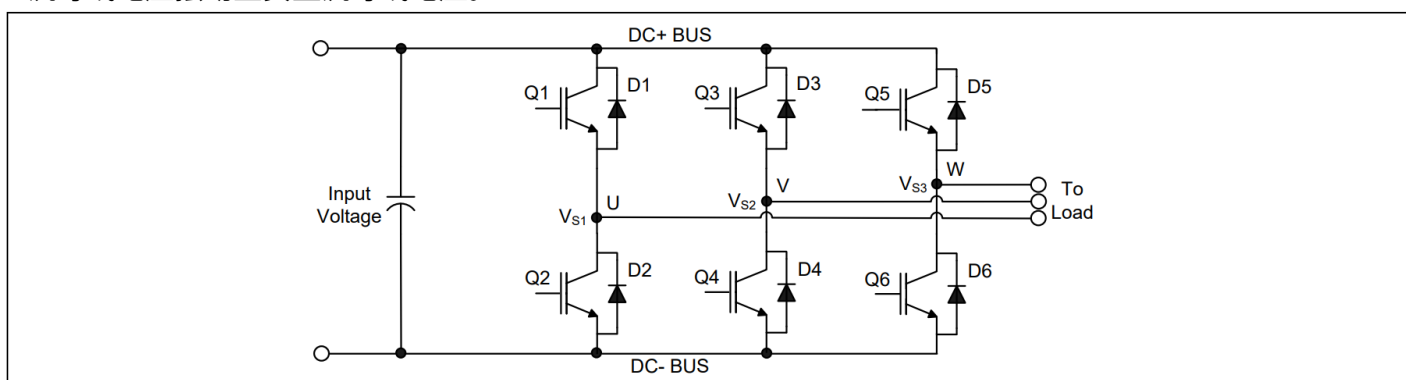 DC+ BUS
Q1
D1
Q3
D3
Q5
D5
Input
Voltage
VS1
U
VS2
V
VS3
W
To
Load
Q2
D2
Q4
D4
Q6
D6
DC- BUS